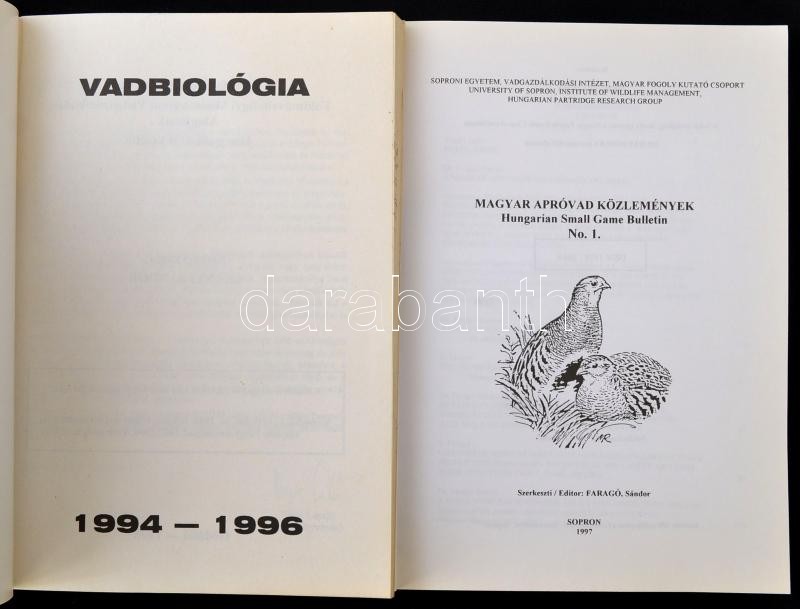 VADBIOLÓGIA
1994 — 1996
SOPRONI EGYETEM, VADGAZDÁLKODÁSI INTÉZET, MAGYAR FOGOLY KUTATÓ CSOPORT
UNIVERSITY OF SOPRON, INSTITUTE OF WILDLIFE MANAGEMENT,
HUNGARIAN PARTRIDGE RESEARCH GROUP
MAGYAR APRÓVAD KÖZLEMÉNYEK
Hungarian Small Game Bulletin
No. 1.
Szerkeszti / Editor: FARAGÓ, Sándor
SOPRON
1997
darabanth